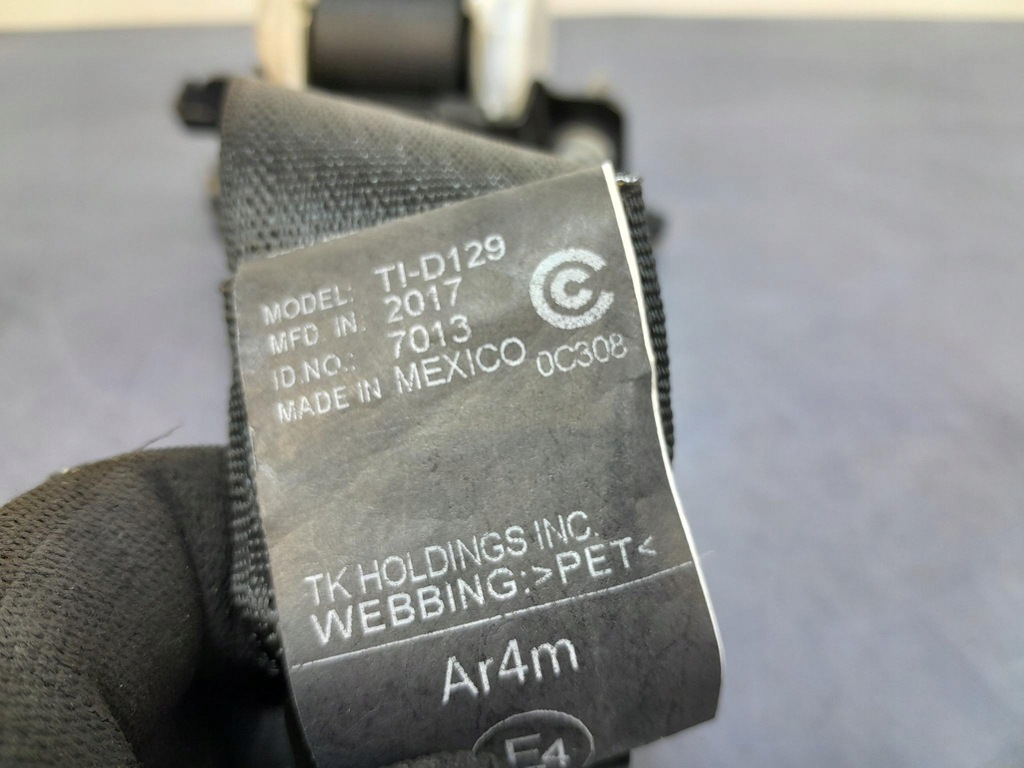 MODEL: TI-D129
MFD IN: 2017
ID.NO.: 7013
MADE IN MEXICO 0C308
TK HOLDINGS INC.
WEBBING:>PET<
Ar4m
E4